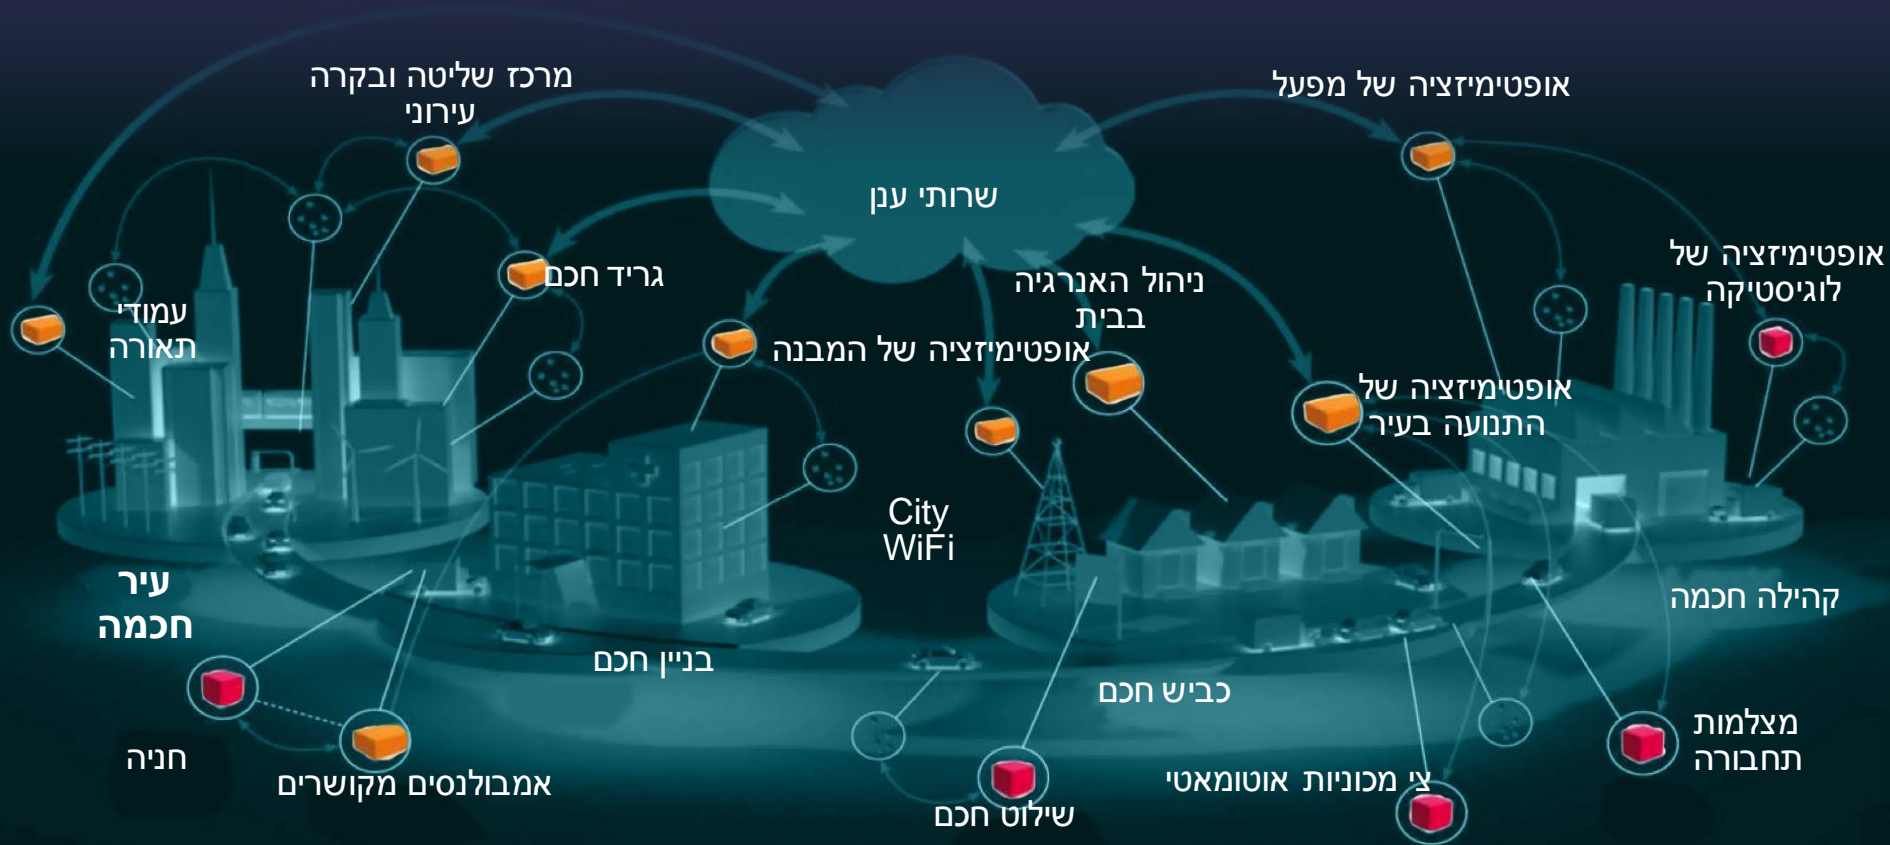 מרכז שליטה ובקרה
עירוני
אופטימיזציה של מפעל
שרותי ענן
אופטימיזציה של
לוגיסטיקה
גריד חכם
ניהול האנרגיה
בבית
עמודי
תאורה
אופטימיזציה של המבנה
אופטימיזציה של
התנועה בעיר
City
WiFi
עיר
חכמה
קהילה חכמה
בניין חכם
כביש חכם
מצלמות
תחבורה
חניה
אמבולנסים מקושרים
צי מכוניות אוטומאטי
שילוט חכם